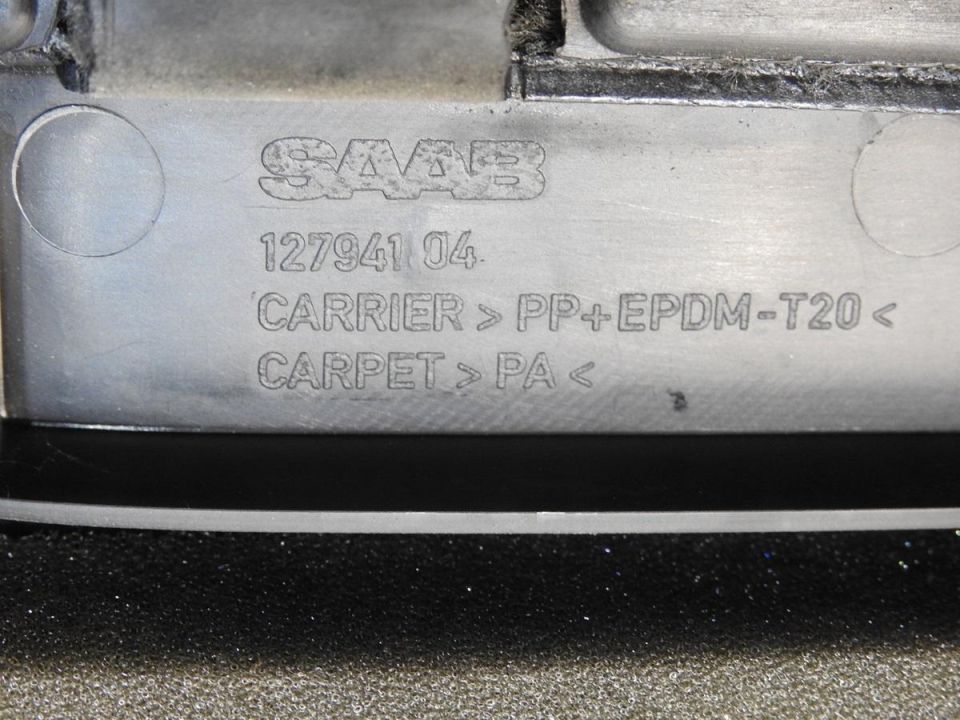 SAAB
127941 04
CARRIER > PP+EPDM-T20 <
CARPET > PA <